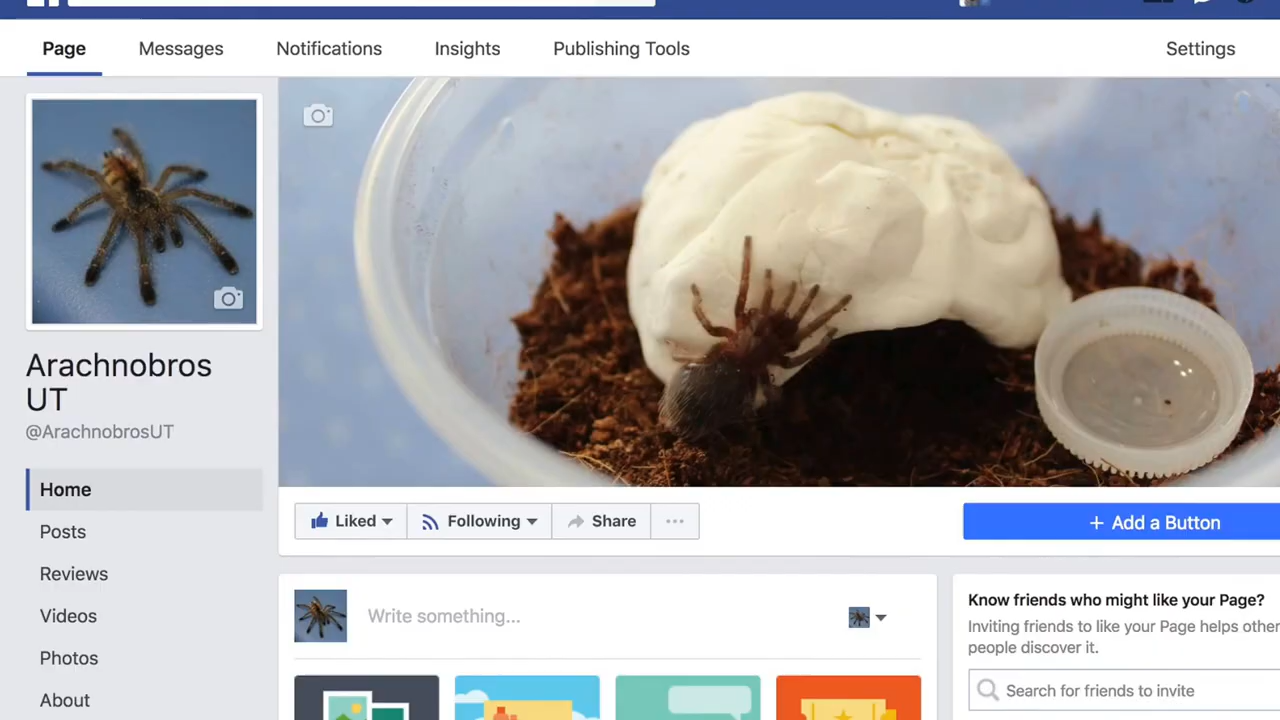 Page Messages Notifications Insights Publishing Tools Settings
Arachnobros
UT
@ArachnobrosUT
Home
Posts
Reviews
Videos
Photos
About
Liked Following Share
+ Add a Button
Write something...
Know friends who might like your Page?
Inviting friends to like your Page helps other
people discover it.
Search for friends to invite